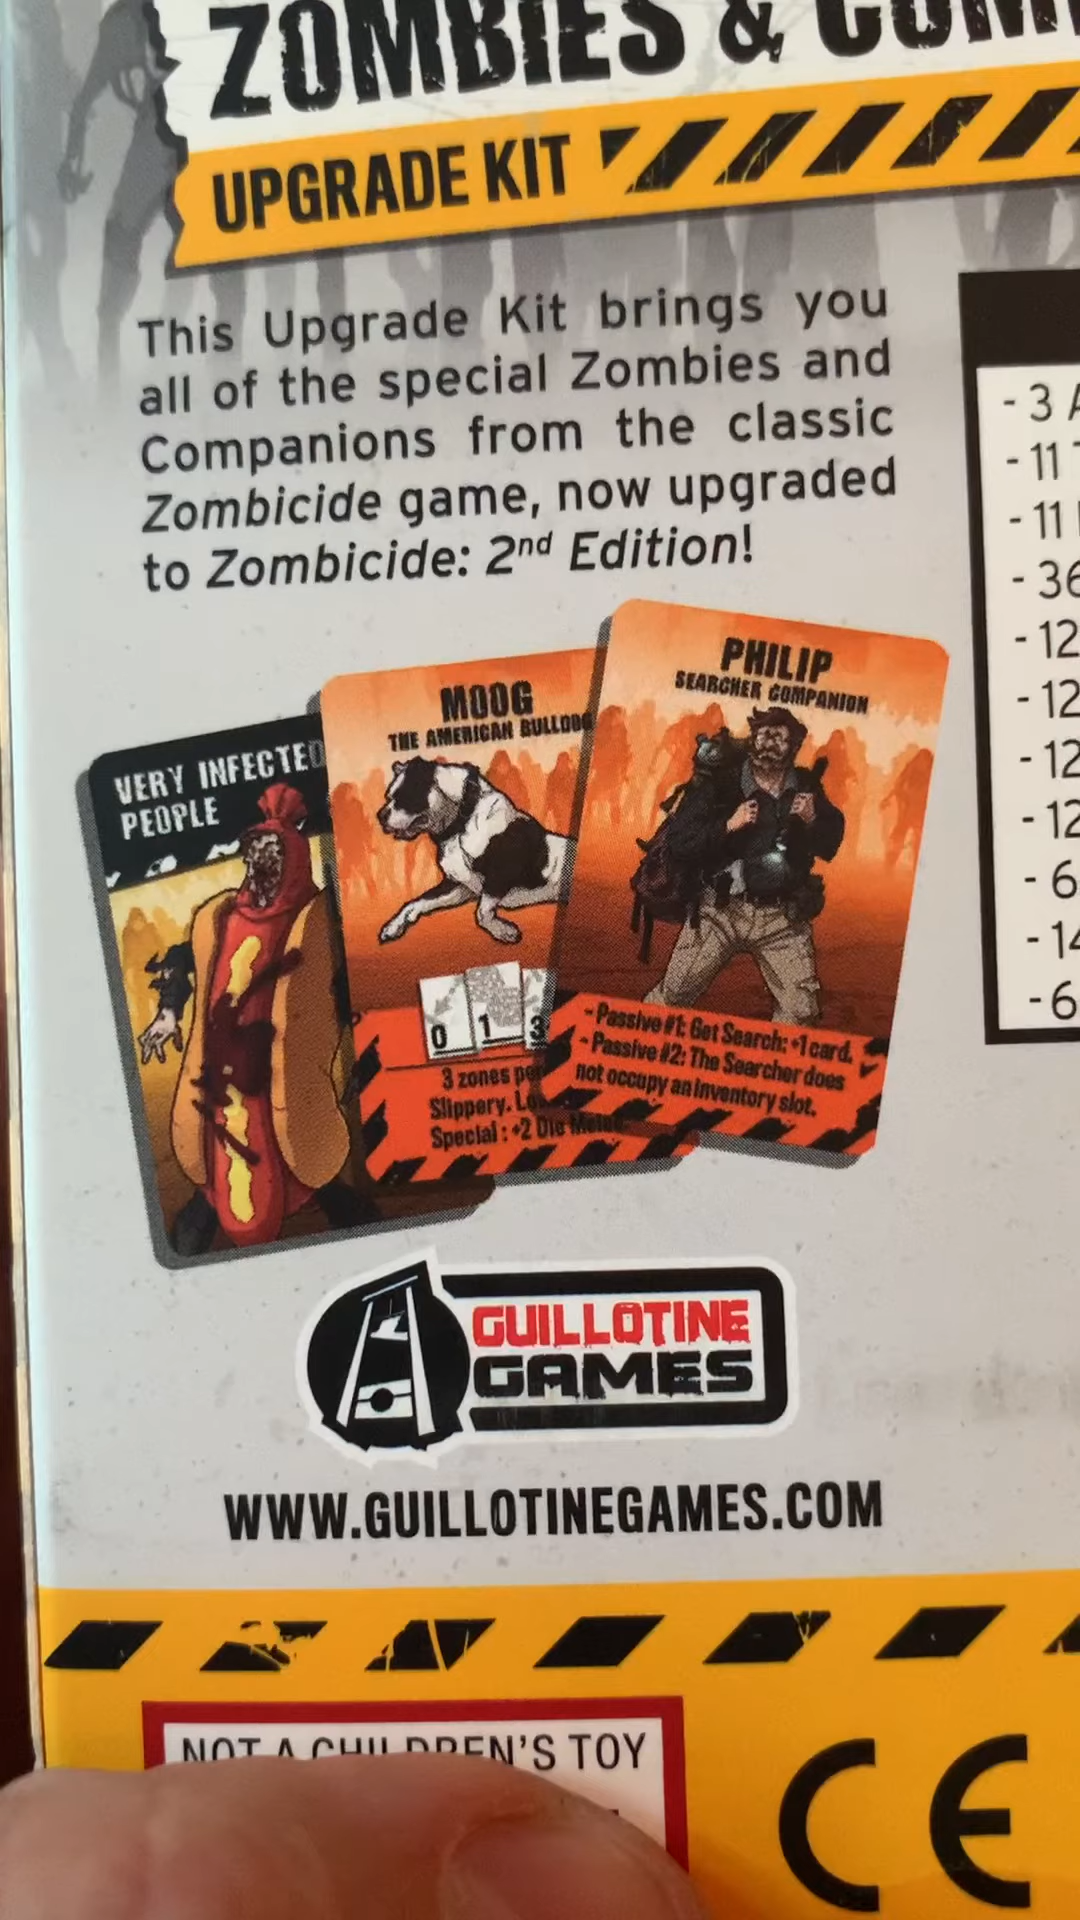 ZOMBIES &
UPGRADE KIT
This Upgrade Kit brings you
all of the special Zombies and
Companions from the classic
Zombicide game, now upgraded
to Zombicide: 2nd Edition!
- 3
- 11
- 11
- 36
- 12
- 12
- 12
- 12
- 6
- 14
- 6
VERY INFECTED
PEOPLE
MOOG
THE AMERICAN BULLDOG
0 1 3
3 zones per
Slippery.
Special: +2 Die
PHILIP
SEARCHER COMPANION
- Passive #1: Get Search: +1 card.
- Passive #2: The Searcher does
not occupy an Inventory slot.
GUILLOTINE
GAMES
WWW.GUILLOTINEGAMES.COM
NOT A CHILDREN'S TOY
CE